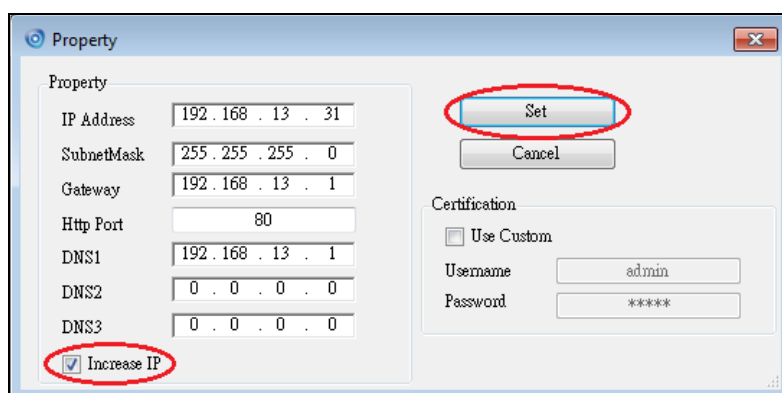 Property
Property
IP Address 192 . 168 . 13 . 31
SubnetMask 255 . 255 . 255 . 0
Gateway 192 . 168 . 13 . 1
Http Port 80
DNS1 192 . 168 . 13 . 1
DNS2 0 . 0 . 0 . 0
DNS3 0 . 0 . 0 . 0
Increase IP
Set
Cancel
Certification
Use Custom
Username admin
Password *****